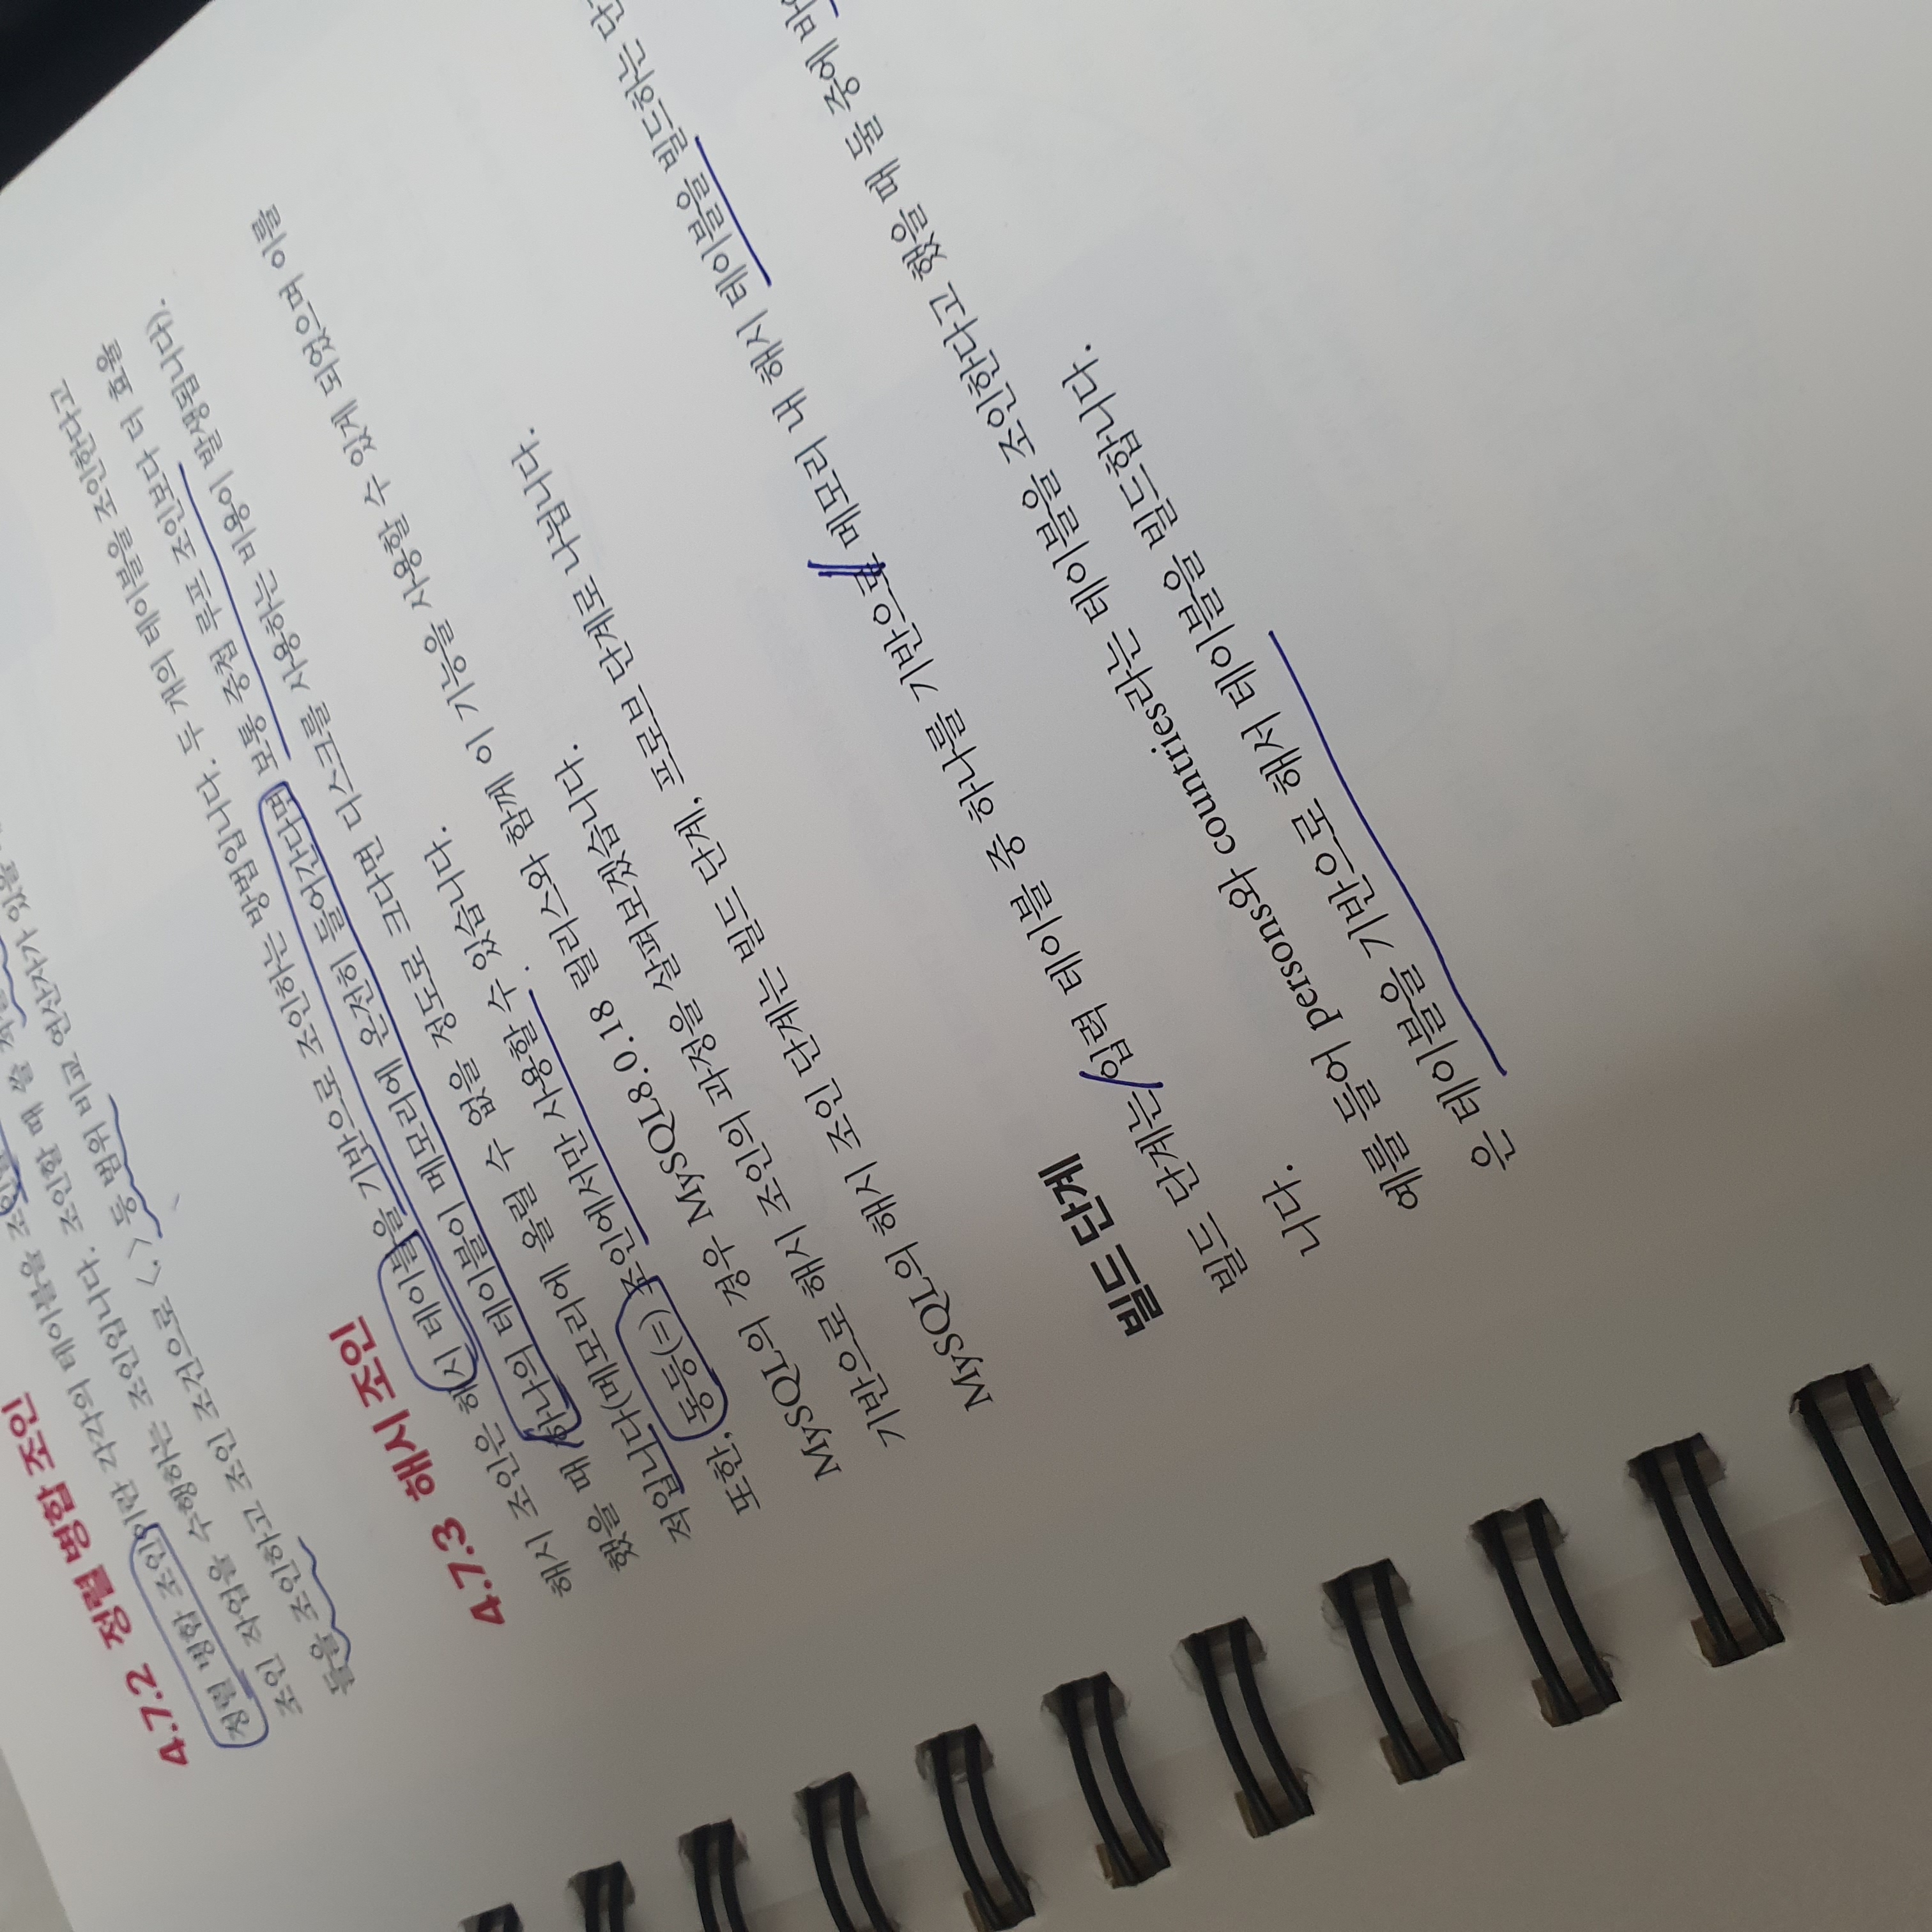 4.7.2 정렬 병합 조인
정렬 병합 조인이란 각각의 테이블을
조인 작업을 수행하는 조인입니다. 조인할 때 쓸
들을 조인하고 조인 조건으로 <, > 등 범위 비교 연산자가 있을
4.7.3 해시 조인
해시 조인은 해시 테이블을 기반으로 조인하는 방법입니다. 두 개의 테이블을 조인한다고
했을 때 하나의 테이블이 메모리에 온전히 들어간다면 보통 중첩 루프 조인보다 더 효율
적입니다(메모리에 올릴 수 없을 정도로 크다면 디스크를 사용하는 비용이 발생됩니다).
또한, 동등(=) 조인에서만 사용할 수 있습니다.
MySQL의 경우 MySQL8.0.18 릴리스와 함께 이 기능을 사용할 수 있게 되었으며 이를
기반으로 해시 조인의 과정을 살펴보겠습니다.
MySQL의 해시 조인 단계는 빌드 단계, 프로브 단계로 나뉩니다.
빌드 단계
빌드 단계는 입력 테이블 중 하나를 기반으로 메모리 내 해시 테이블을 빌드하는
니다.
예를 들어 persons와 countries라는 테이블을 조인한다고 했을 때 둘 중에
은 테이블을 기반으로 해서 테이블을 빌드합니다.